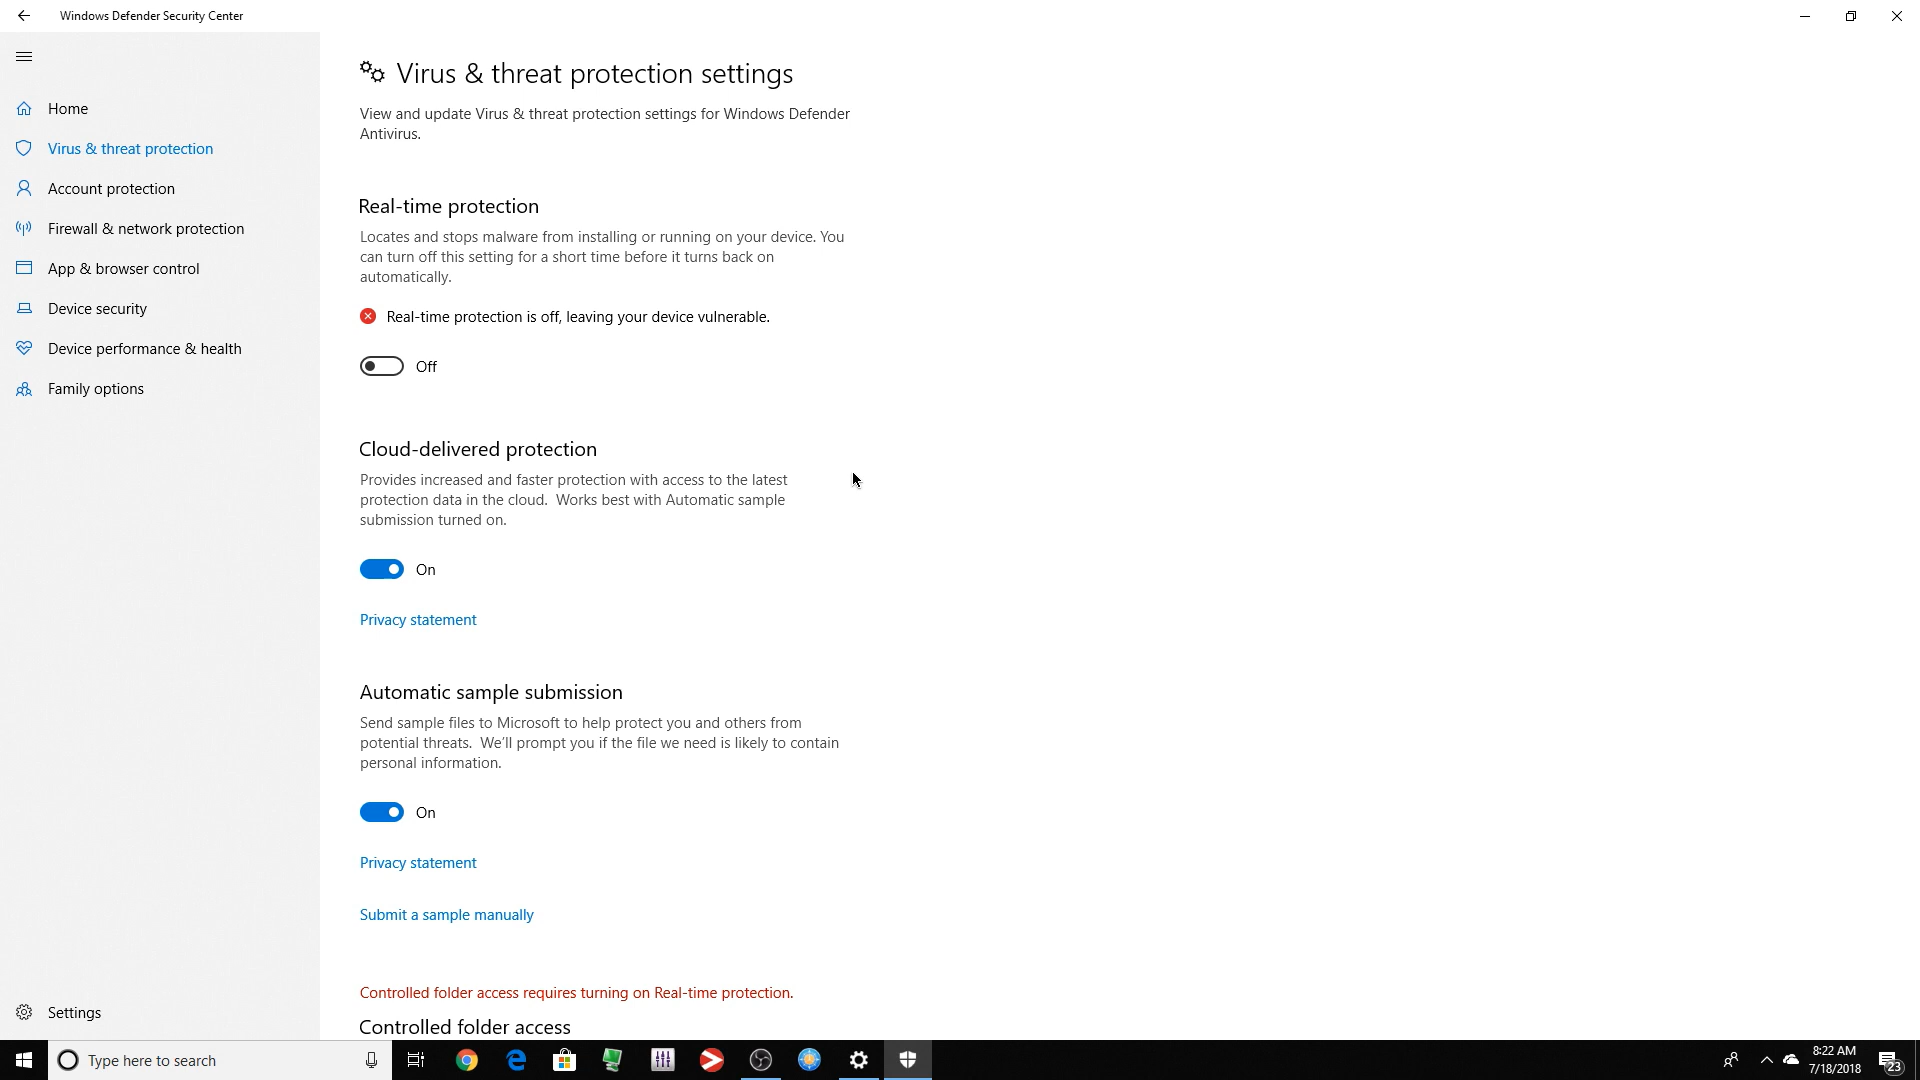 Windows Defender Security Center
Home
Virus & threat protection
Account protection
Firewall & network protection
App & browser control
Device security
Device performance & health
Family options
Settings
Virus & threat protection settings
View and update Virus & threat protection settings for Windows Defender
Antivirus.
Real-time protection
Locates and stops malware from installing or running on your device. You
can turn off this setting for a short time before it turns back on
automatically.
Real-time protection is off, leaving your device vulnerable.
Off
Cloud-delivered protection
Provides increased and faster protection with access to the latest
protection data in the cloud.  Works best with Automatic sample
submission turned on.
On
Privacy statement
Automatic sample submission
Send sample files to Microsoft to help protect you and others from
potential threats.  We'll prompt you if the file we need is likely to contain
personal information.
On
Privacy statement
Submit a sample manually
Controlled folder access requires turning on Real-time protection.
Controlled folder access
Type here to search
8:22 AM
7/18/2018
23